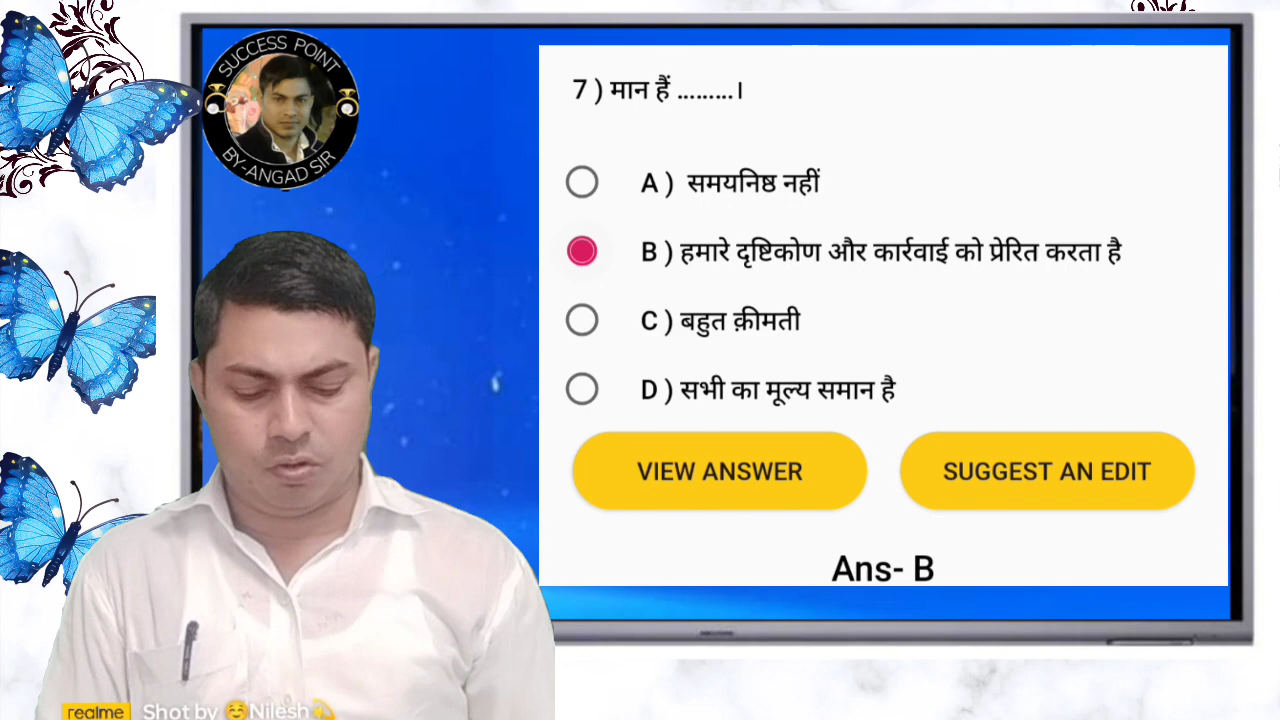 SUCCESS POINT
BY-ANGAD SIR
7 ) मान हैं .........।
A ) समयनिष्ठ नहीं
B ) हमारे दृष्टिकोण और कार्रवाई को प्रेरित करता है
C ) बहुत क़ीमती
D ) सभी का मूल्य समान है
VIEW ANSWER
SUGGEST AN EDIT
Ans- B
realme
Shot by ☺️Nilesh💫